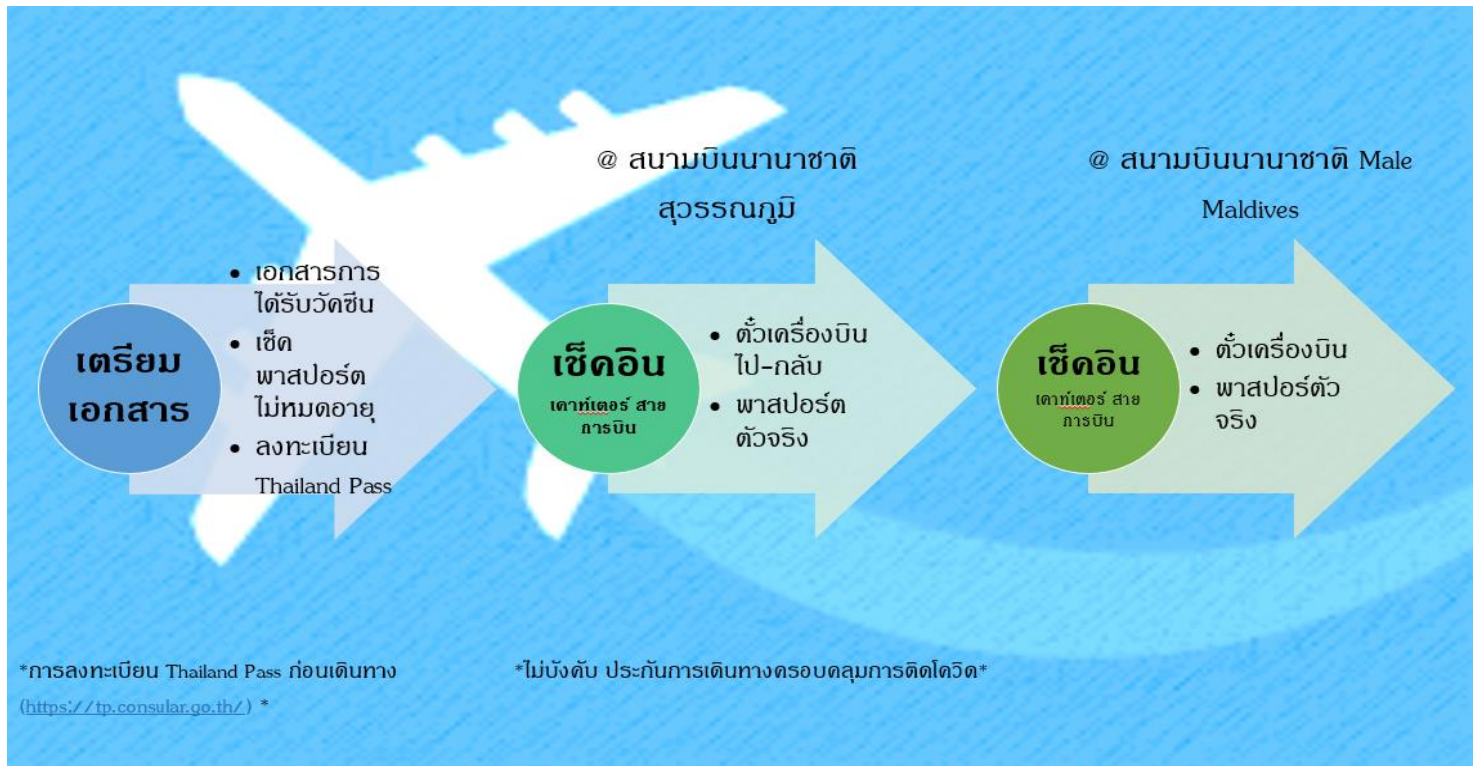 เตรียม
เอกสาร
• เอกสารการ
ได้รับวัคซีน
• เช็ค
พาสปอร์ต
ไม่หมดอายุ
• ลงทะเบียน
Thailand Pass
@ สนามบินนานาชาติ
สุวรรณภูมิ
เช็คอิน
เคาท์เตอร์ สาย
การบิน
• ตั๋วเครื่องบิน
ไป-กลับ
• พาสปอร์ต
ตัวจริง
@ สนามบินนานาชาติ Male
Maldives
เช็คอิน
เคาท์เตอร์ สาย
การบิน
• ตั๋วเครื่องบิน
• พาสปอร์ตัว
จริง
*การลงทะเบียน Thailand Pass ก่อนเดินทาง
(https://tp.consular.go.th/) *
*ไม่บังคับ ประกันการเดินทางครอบคลุมการติดโควิด*